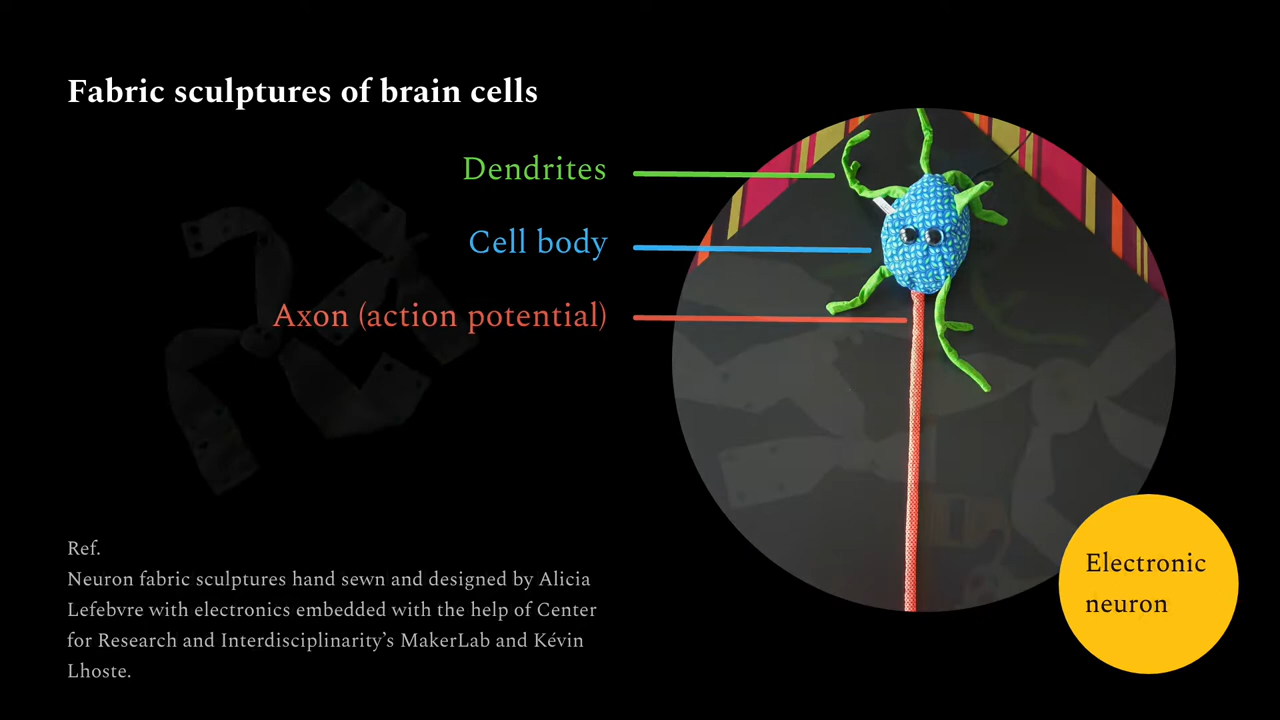 Fabric sculptures of brain cells
Dendrites
Cell body
Axon (action potential)
Ref.
Neuron fabric sculptures hand sewn and designed by Alicia
Lefebvre with electronics embedded with the help of Center
for Research and Interdisciplinarity’s MakerLab and Kévin
Lhoste.
Electronic
neuron